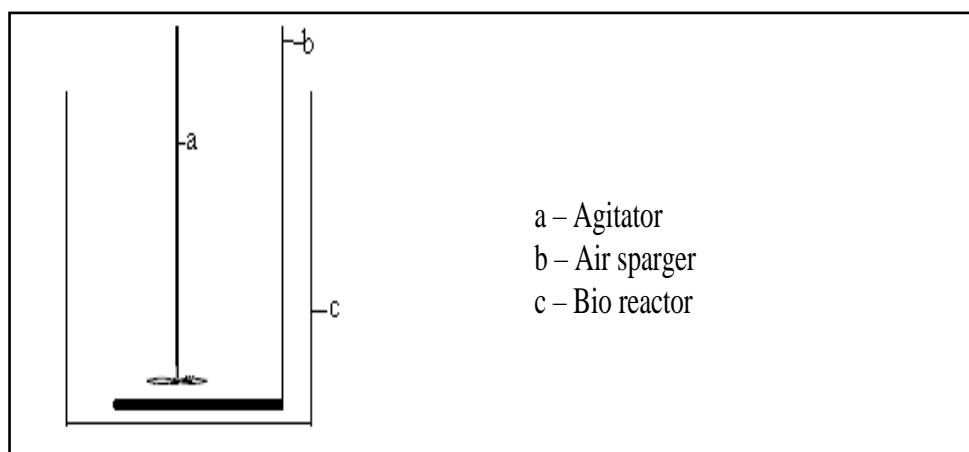 b
a
c
a – Agitator
b – Air sparger
c – Bio reactor